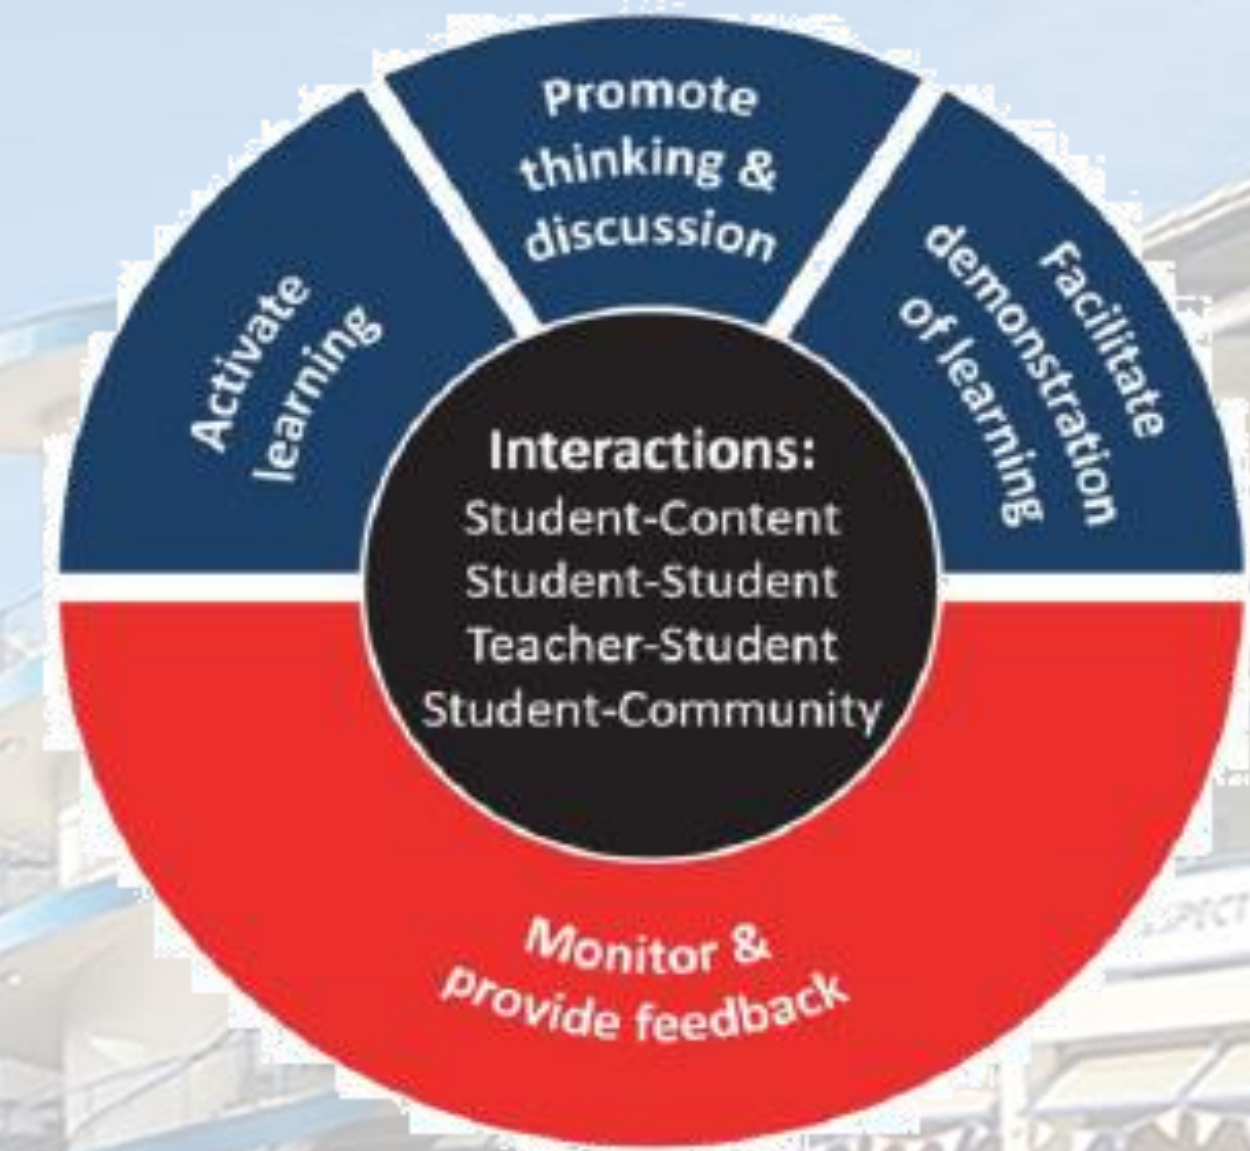 Promote
thinking &
discussion
Activate
learning
Facilitate
demonstration
of learning
Interactions:
Student-Content
Student-Student
Teacher-Student
Student-Community
Monitor &
provide feedback